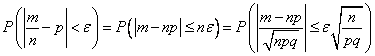 P(|m/n − p| < ε) = P(|m − np| ≤ nε) = P(|(m − np)/√(npq)| ≤ ε√(n/(pq)))